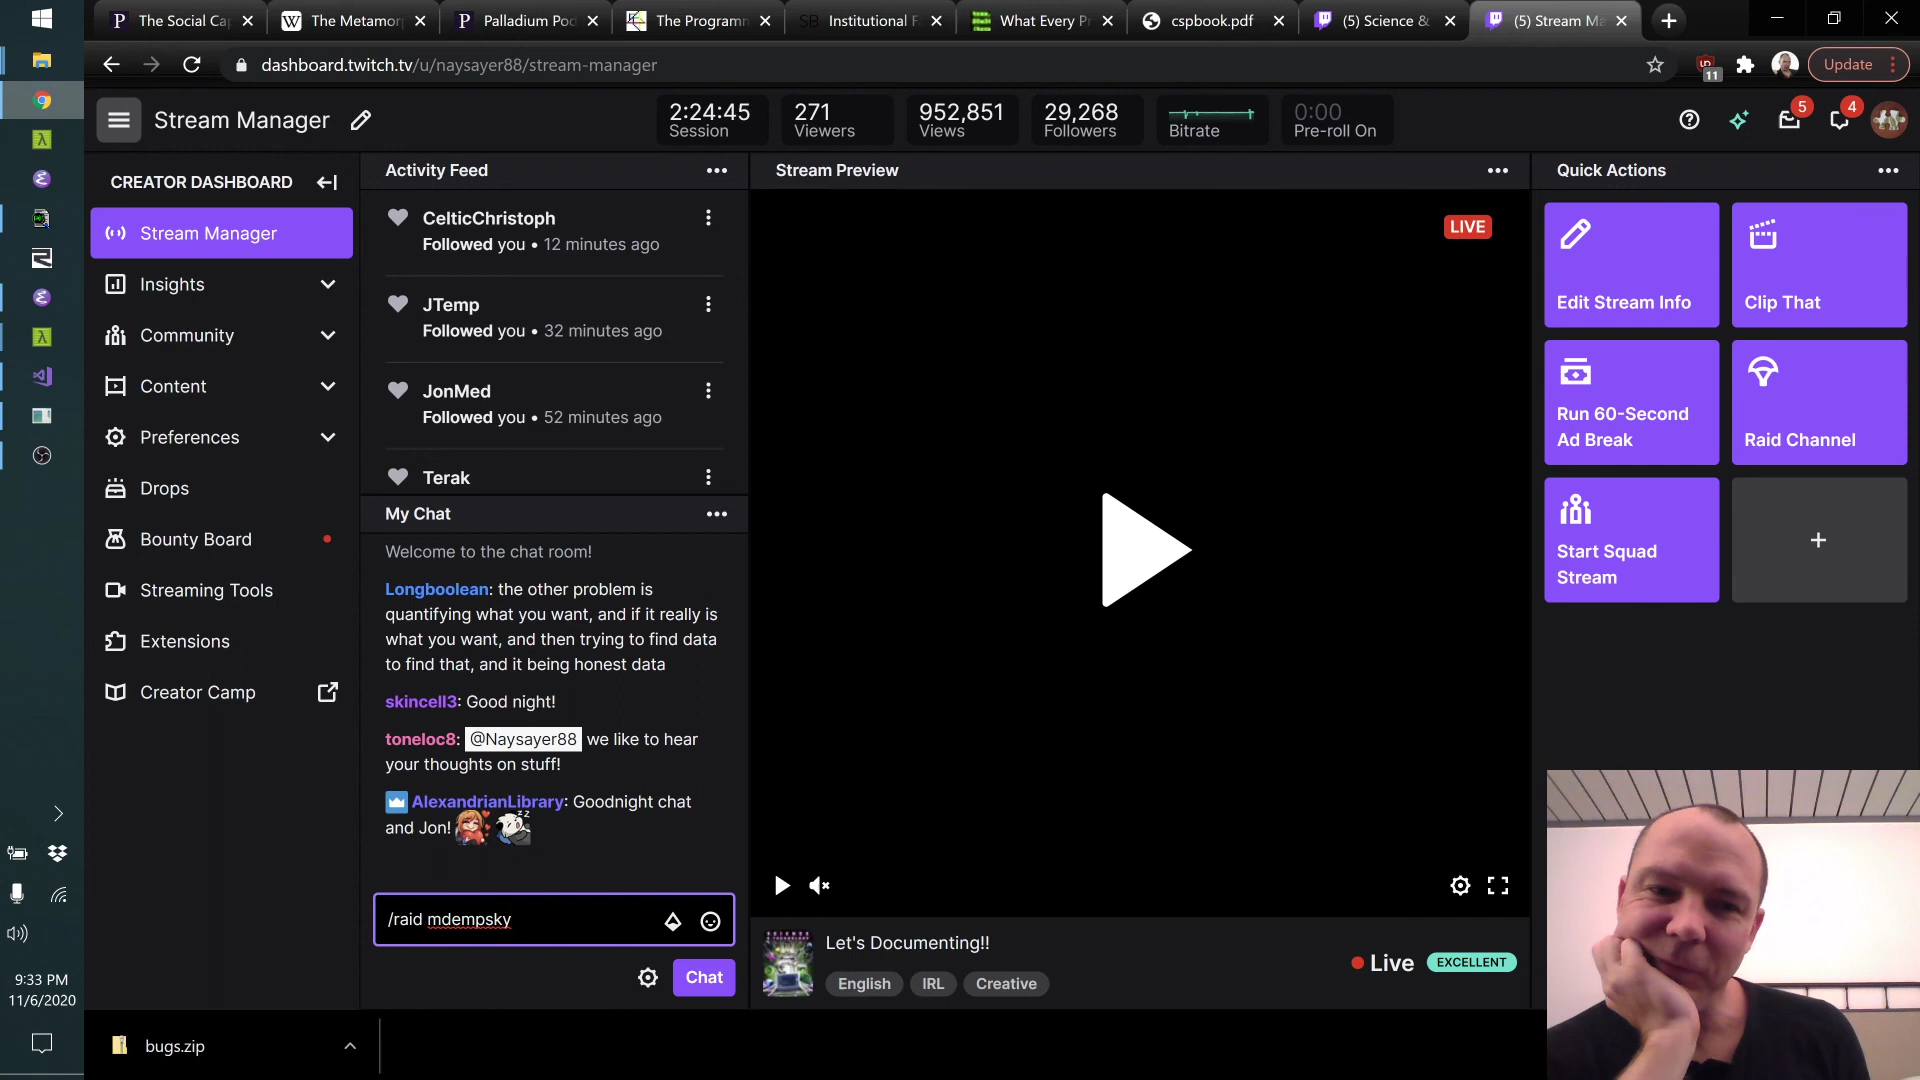 The Social Ca
The Metamor
Palladium Poc
The Programm
Institutional F
What Every Pr
cspbook.pdf
(5) Science &
(5) Stream Ma
dashboard.twitch.tv/u/naysayer88/stream-manager
11
Update
Stream Manager
2:24:45
Session
271
Viewers
952,851
Views
29,268
Followers
Bitrate
0:00
Pre-roll On
5
4
CREATOR DASHBOARD
Stream Manager
Insights
Community
Content
Preferences
Drops
Bounty Board
Streaming Tools
Extensions
Creator Camp
Activity Feed
CelticChristoph
Followed you • 12 minutes ago
JTemp
Followed you • 32 minutes ago
JonMed
Followed you • 52 minutes ago
Terak
My Chat
Welcome to the chat room!
Longboolean: the other problem is
quantifying what you want, and if it really is
what you want, and then trying to find data
to find that, and it being honest data
skincell3: Good night!
toneloc8: @Naysayer88 we like to hear
your thoughts on stuff!
AlexandrianLibrary: Goodnight chat
and Jon!
/raid mdempsky
Chat
Stream Preview
LIVE
Let's Documenting!!
English IRL Creative
Live EXCELLENT
Quick Actions
Edit Stream Info
Clip That
Run 60-Second
Ad Break
Raid Channel
Start Squad
Stream
9:33 PM
11/6/2020
bugs.zip